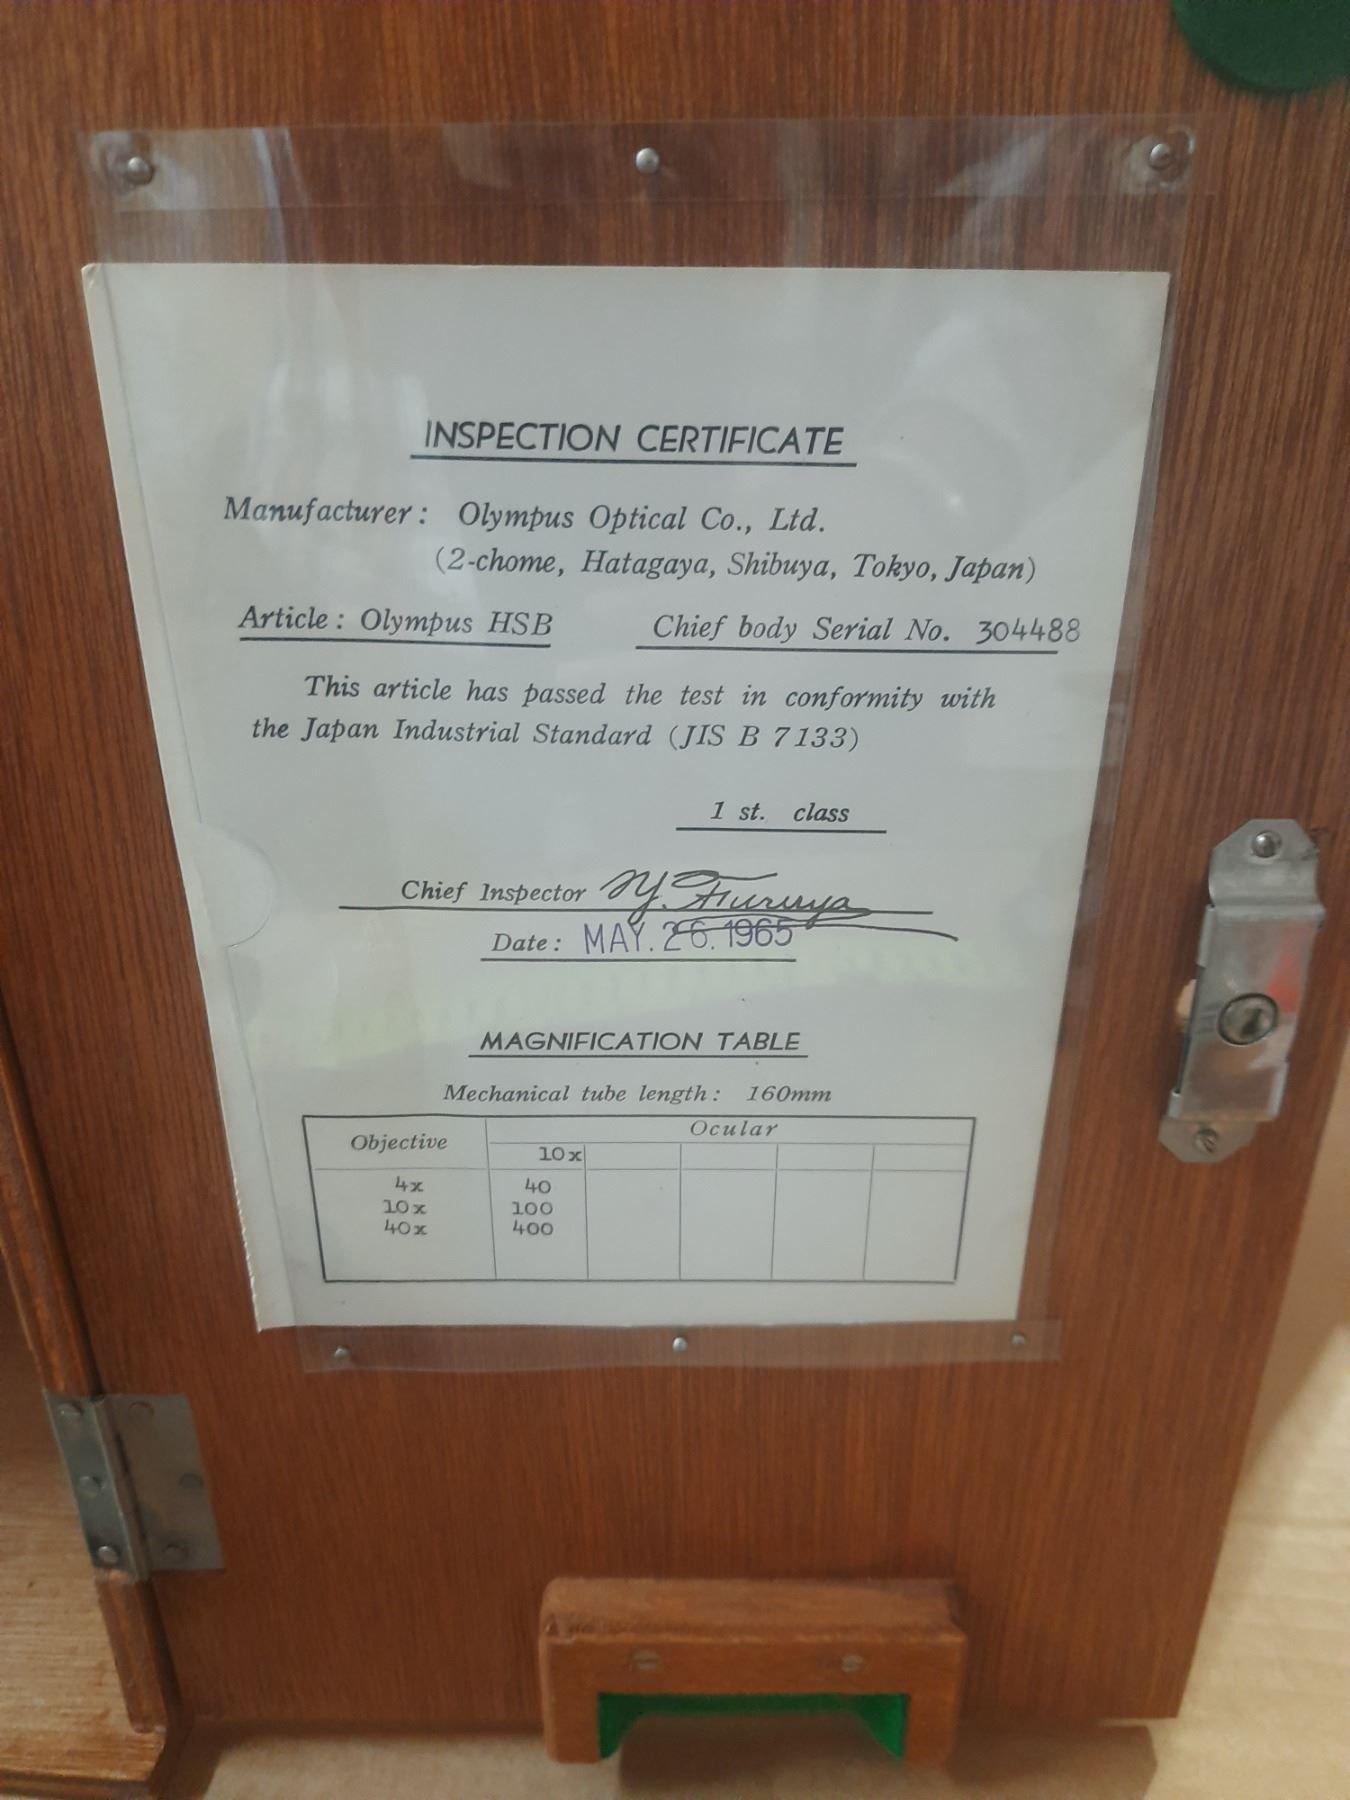 INSPECTION CERTIFICATE
Manufacturer: Olympus Optical Co., Ltd.
(2-chome, Hatagaya, Shibuya, Tokyo, Japan)
Article: Olympus HSB Chief body Serial No. 304488
This article has passed the test in conformity with
the Japan Industrial Standard (JIS B 7133)
1 st. class
Chief Inspector Y. Furuya
Date: MAY. 26. 1965
MAGNIFICATION TABLE
Mechanical tube length: 160mm
Objective Ocular
10x
4x 40
10x 100
40x 400